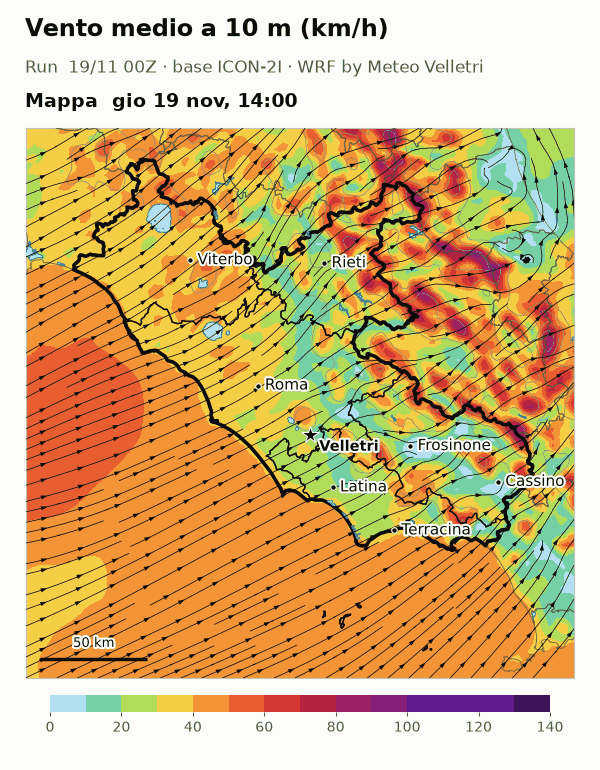 Vento medio a 10 m (km/h)
Run  19/11 00Z · base ICON-2I · WRF by Meteo Velletri
Mappa  gio 19 nov, 14:00
Viterbo
Rieti
Roma
Velletri
Frosinone
Cassino
Latina
Terracina
50 km
0 20 40 60 80 100 120 140